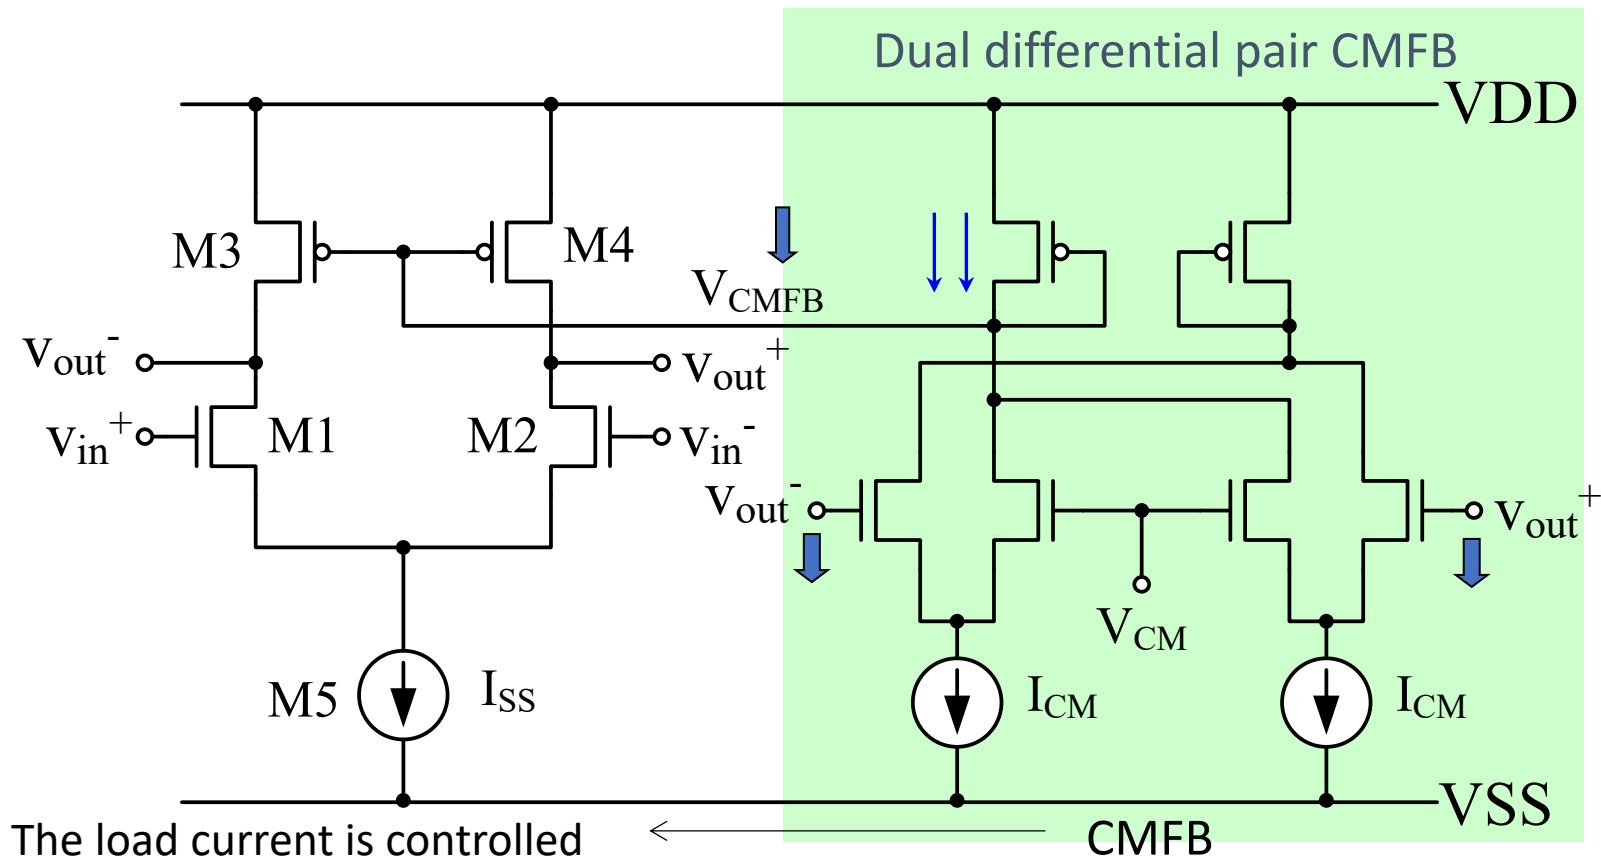 Dual differential pair CMFB
VDD
M3
M4
VCMFB
vout-
vout+
vin+
M1
M2
vin-
vout-
vout+
VCM
M5
ISS
ICM
ICM
VSS
The load current is controlled
CMFB